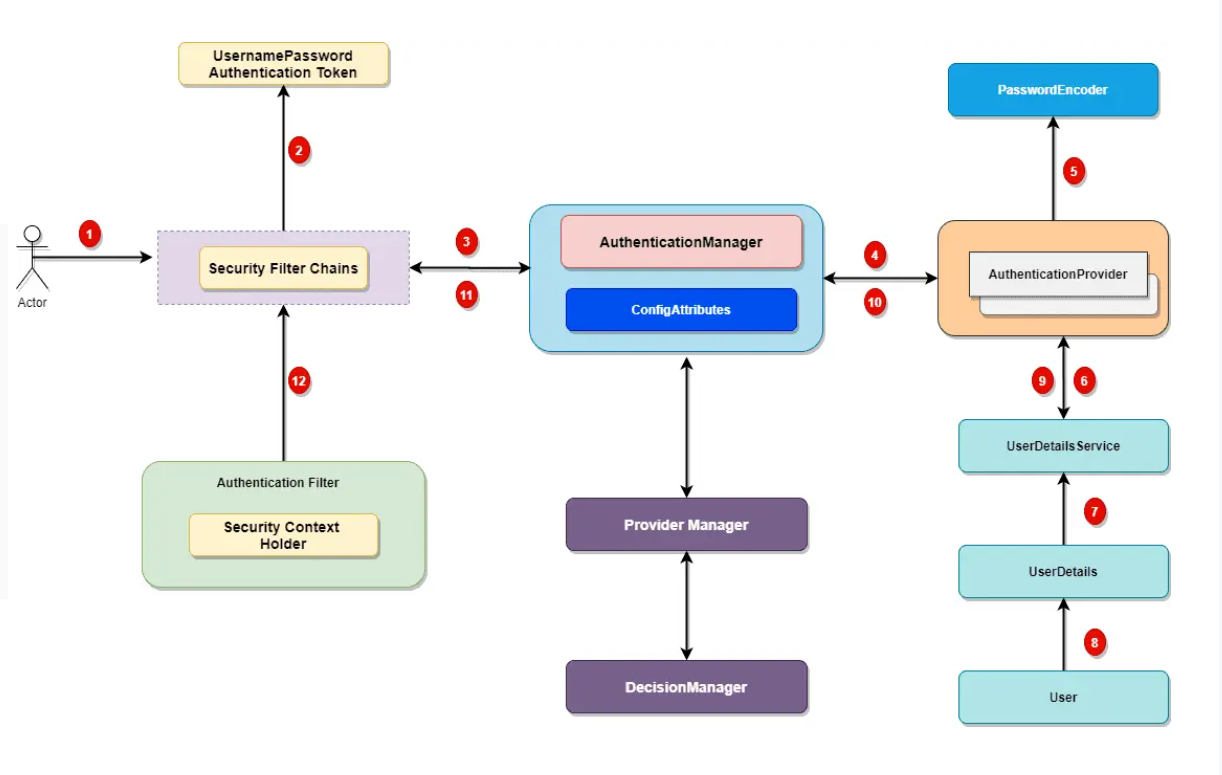 UsernamePassword
Authentication Token
PasswordEncoder
2
5
1
Actor
Security Filter Chains
3
11
AuthenticationManager
ConfigAttributes
4
10
AuthenticationProvider
12
9
6
UserDetailsService
Authentication Filter
Security Context
Holder
Provider Manager
7
UserDetails
8
DecisionManager
User